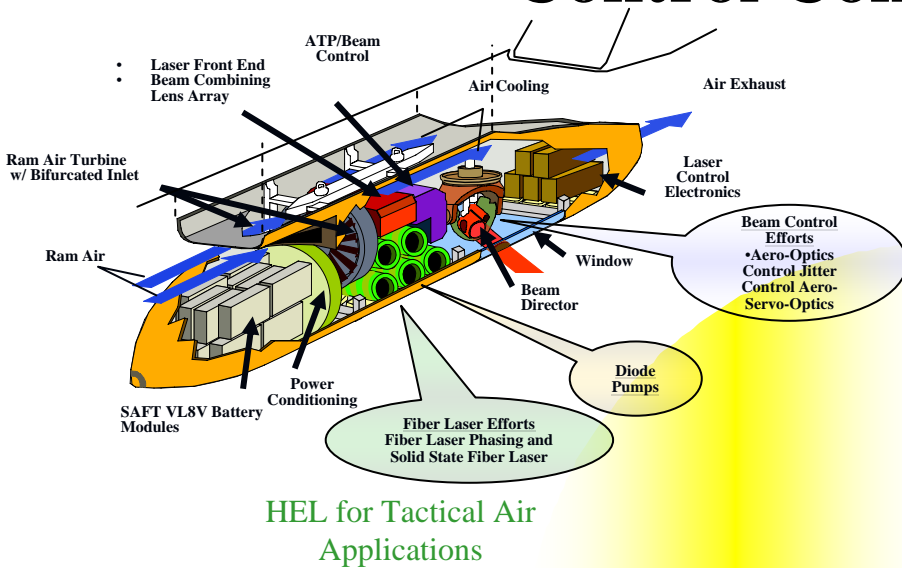 Control Con
ATP/Beam
Control
• Laser Front End
• Beam Combining
Lens Array
Air Cooling
Air Exhaust
Ram Air Turbine
w/ Bifurcated Inlet
Laser
Control
Electronics
Ram Air
Window
Beam
Director
Beam Control
Efforts
•Aero-Optics
Control Jitter
Control Aero-
Servo-Optics
Power
Conditioning
SAFT VL8V Battery
Modules
Diode
Pumps
Fiber Laser Efforts
Fiber Laser Phasing and
Solid State Fiber Laser
HEL for Tactical Air
Applications